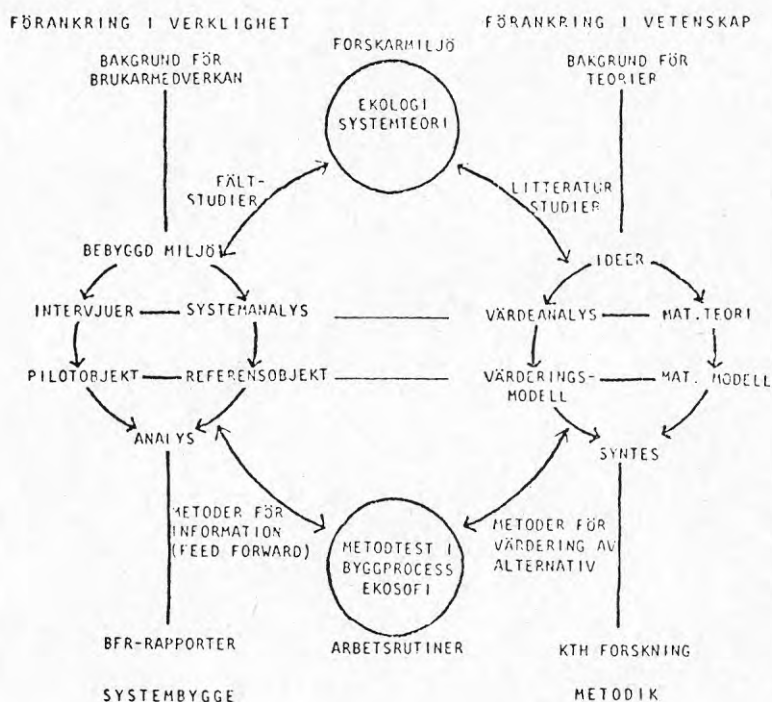 FÖRANKRING I VERKLIGHET
FÖRANKRING I VETENSKAP
FORSKARMILJÖ
BAKGRUND FÖR
BRUKARMEDVERKAN
BAKGRUND FÖR
TEORIER
EKOLOGI
SYSTEMTEORI
FÄLT-
STUDIER
LITTERATUR
STUDIER
BEBYGGD MILJÖ
IDEER
INTERVJUER
SYSTEMANALYS
VÄRDEANALYS
MAT.TEORI
PILOTOBJEKT
REFERENSOBJEKT
VÄRDERINGS-
MODELL
MAT. MODELL
ANALYS
SYNTES
METODER FÖR
INFORMATION
(FEED FORWARD)
METODTEST I
BYGGPROCESS
EKOSOFI
METODER FÖR
VÄRDERING AV
ALTERNATIV
BFR-RAPPORTER
ARBETSRUTINER
KTH FORSKNING
SYSTEMBYGGE
METODIK